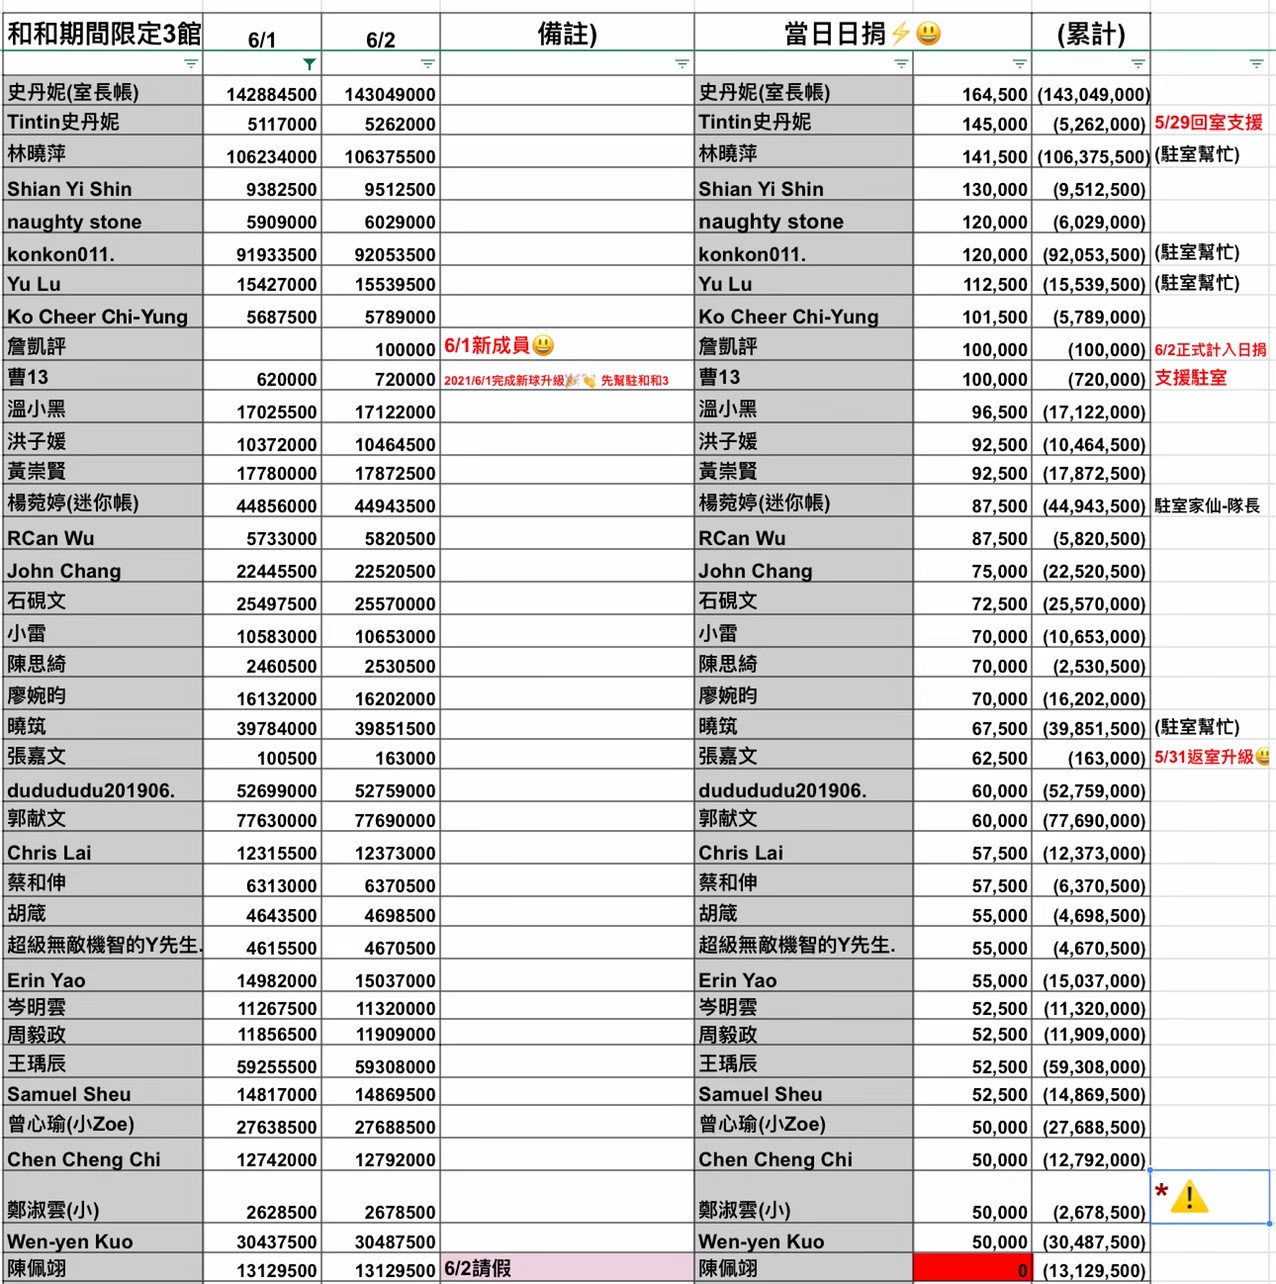 和和期間限定3館 6/1 6/2 備註) 當日日捐⚡😃 (累計)
史丹妮(室長帳) 142884500 143049000 史丹妮(室長帳) 164,500 (143,049,000)
Tintin史丹妮 5117000 5262000 Tintin史丹妮 145,000 (5,262,000) 5/29回室支援
林曉萍 106234000 106375500 林曉萍 141,500 (106,375,500) (駐室幫忙)
Shian Yi Shin 9382500 9512500 Shian Yi Shin 130,000 (9,512,500)
naughty stone 5909000 6029000 naughty stone 120,000 (6,029,000)
konkon011. 91933500 92053500 konkon011. 120,000 (92,053,500) (駐室幫忙)
Yu Lu 15427000 15539500 Yu Lu 112,500 (15,539,500) (駐室幫忙)
Ko Cheer Chi-Yung 5687500 5789000 Ko Cheer Chi-Yung 101,500 (5,789,000)
詹凱評 100000 6/1新成員😃 詹凱評 100,000 (100,000) 6/2正式計入日捐
曹13 620000 720000 2021/6/1完成新球升級🎉👏 先幫駐和和3 曹13 100,000 (720,000) 支援駐室
溫小黑 17025500 17122000 溫小黑 96,500 (17,122,000)
洪子媛 10372000 10464500 洪子媛 92,500 (10,464,500)
黃崇賢 17780000 17872500 黃崇賢 92,500 (17,872,500)
楊菀婷(迷你帳) 44856000 44943500 楊菀婷(迷你帳) 87,500 (44,943,500) 駐室家仙-隊長
RCan Wu 5733000 5820500 RCan Wu 87,500 (5,820,500)
John Chang 22445500 22520500 John Chang 75,000 (22,520,500)
石硯文 25497500 25570000 石硯文 72,500 (25,570,000)
小雷 10583000 10653000 小雷 70,000 (10,653,000)
陳思綺 2460500 2530500 陳思綺 70,000 (2,530,500)
廖婉昀 16132000 16202000 廖婉昀 70,000 (16,202,000)
曉筑 39784000 39851500 曉筑 67,500 (39,851,500) (駐室幫忙)
張嘉文 100500 163000 張嘉文 62,500 (163,000) 5/31返室升級😃
dudududu201906. 52699000 52759000 dudududu201906. 60,000 (52,759,000)
郭献文 77630000 77690000 郭献文 60,000 (77,690,000)
Chris Lai 12315500 12373000 Chris Lai 57,500 (12,373,000)
蔡和伸 6313000 6370500 蔡和伸 57,500 (6,370,500)
胡箴 4643500 4698500 胡箴 55,000 (4,698,500)
超級無敵機智的Y先生. 4615500 4670500 超級無敵機智的Y先生. 55,000 (4,670,500)
Erin Yao 14982000 15037000 Erin Yao 55,000 (15,037,000)
岑明雲 11267500 11320000 岑明雲 52,500 (11,320,000)
周毅政 11856500 11909000 周毅政 52,500 (11,909,000)
王瑀辰 59255500 59308000 王瑀辰 52,500 (59,308,000)
Samuel Sheu 14817000 14869500 Samuel Sheu 52,500 (14,869,500)
曾心瑜(小Zoe) 27638500 27688500 曾心瑜(小Zoe) 50,000 (27,688,500)
Chen Cheng Chi 12742000 12792000 Chen Cheng Chi 50,000 (12,792,000)
鄭淑雲(小) 2628500 2678500 鄭淑雲(小) 50,000 (2,678,500) *⚠️
Wen-yen Kuo 30437500 30487500 Wen-yen Kuo 50,000 (30,487,500)
陳佩翊 13129500 13129500 6/2請假 陳佩翊 0 (13,129,500)